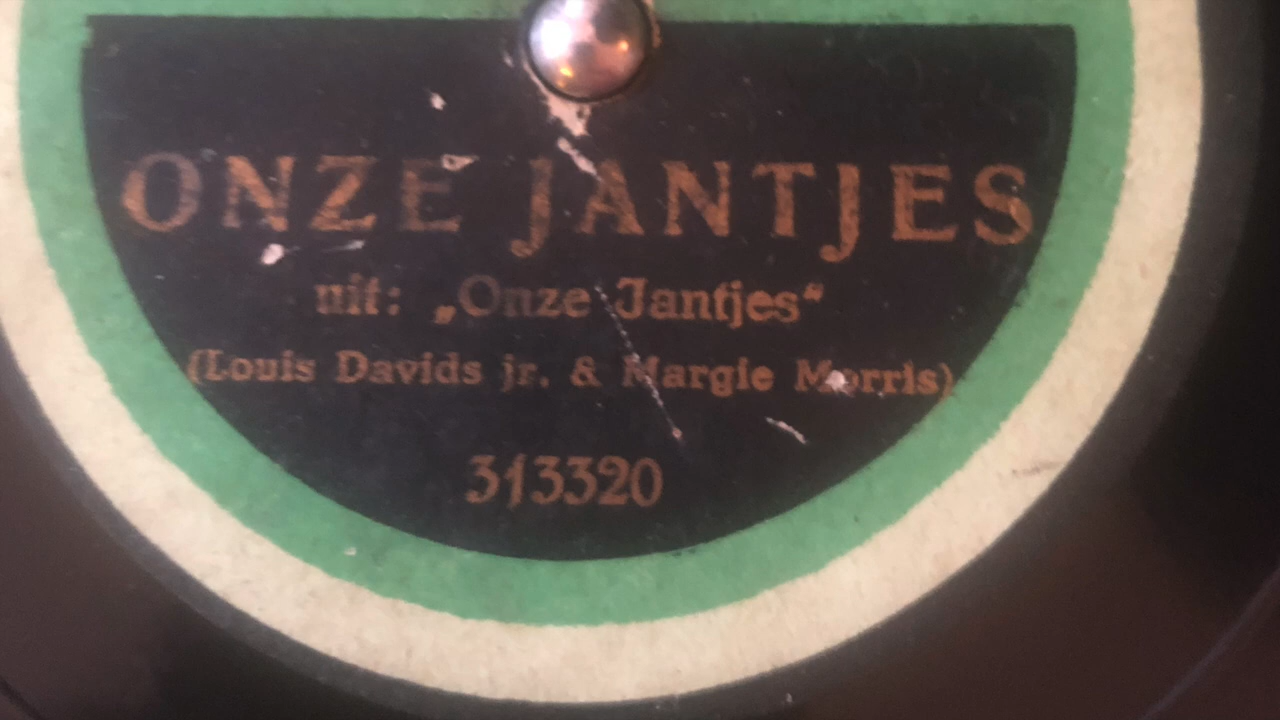 ONZE JANTJES
uit: „Onze Jantjes“
(Louis Davids jr. & Margie Morris)
313320